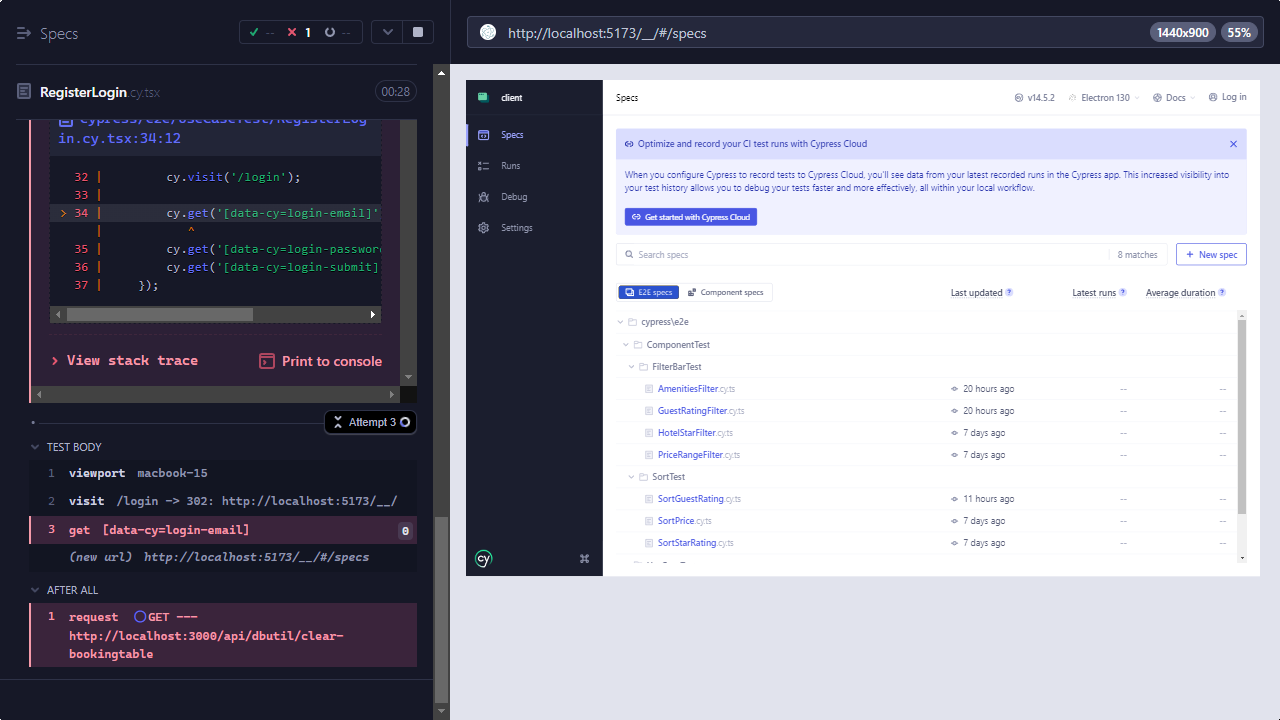 Specs
-- 1 --
http://localhost:5173/__/#/specs
1440x900 55%
RegisterLogin.cy.tsx 00:28
cypress/e2e/UseCaseTest/RegisterLog
in.cy.tsx:34:12
32 | cy.visit('/login');
33 |
> 34 | cy.get('[data-cy=login-email]'
| ^
35 | cy.get('[data-cy=login-password
36 | cy.get('[data-cy=login-submit]
37 | });
View stack trace
Print to console
Attempt 3
TEST BODY
1 viewport macbook-15
2 visit /login -> 302: http://localhost:5173/__/
3 get [data-cy=login-email] 0
(new url) http://localhost:5173/__/#/specs
AFTER ALL
1 request GET ---
http://localhost:3000/api/dbutil/clear-
bookingtable
client
Specs
Runs
Debug
Settings
cy
Specs
v14.5.2 Electron 130 Docs Log in
Optimize and record your CI test runs with Cypress Cloud
When you configure Cypress to record tests to Cypress Cloud, you'll see data from your latest recorded runs in the Cypress app. This increased visibility into
your test history allows you to debug your tests faster and more effectively, all within your local workflow.
Get started with Cypress Cloud
Search specs 8 matches
+ New spec
E2E specs Component specs
Last updated ? Latest runs ? Average duration ?
cypress\e2e
ComponentTest
FilterBarTest
AmenitiesFilter.cy.ts 20 hours ago -- --
GuestRatingFilter.cy.ts 20 hours ago -- --
HotelStarFilter.cy.ts 7 days ago -- --
PriceRangeFilter.cy.ts 7 days ago -- --
SortTest
SortGuestRating.cy.ts 11 hours ago -- --
SortPrice.cy.ts 7 days ago -- --
SortStarRating.cy.ts 7 days ago -- --